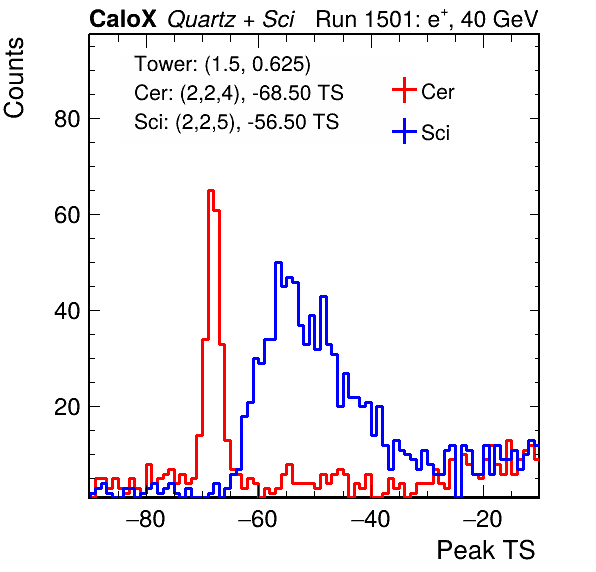 CaloX Quartz + Sci Run 1501: e+, 40 GeV
Counts
Tower: (1.5, 0.625)
Cer: (2,2,4), -68.50 TS
Sci: (2,2,5), -56.50 TS
Cer
Sci
80
60
40
20
−80 −60 −40 −20
Peak TS